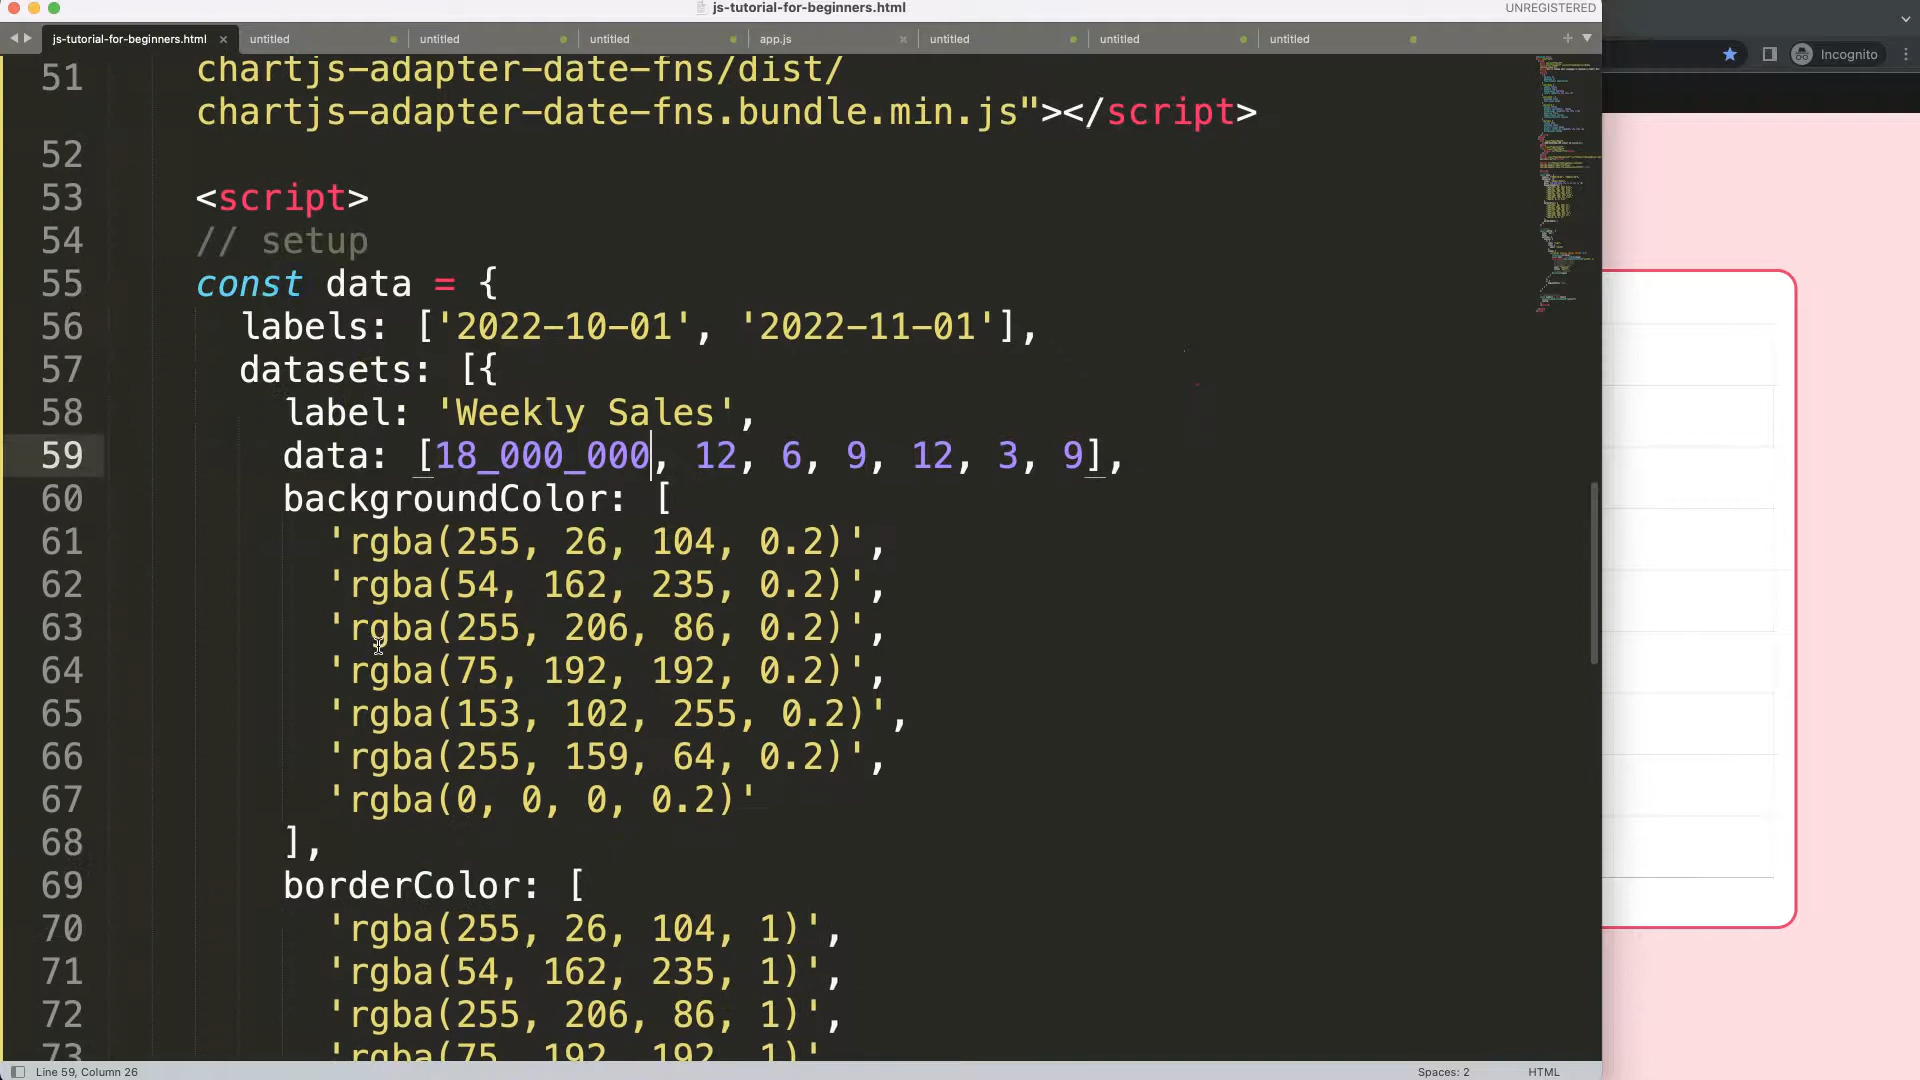 js-tutorial-for-beginners.html
UNREGISTERED
js-tutorial-for-beginners.html × untitled untitled untitled app.js × untitled untitled untitled + ▼
Incognito
51 chartjs-adapter-date-fns/dist/
chartjs-adapter-date-fns.bundle.min.js"></script>
52
53 <script>
54 // setup
55 const data = {
56 labels: ['2022-10-01', '2022-11-01'],
57 datasets: [{
58 label: 'Weekly Sales',
59 data: [18_000_000, 12, 6, 9, 12, 3, 9],
60 backgroundColor: [
61 'rgba(255, 26, 104, 0.2)',
62 'rgba(54, 162, 235, 0.2)',
63 'rgba(255, 206, 86, 0.2)',
64 'rgba(75, 192, 192, 0.2)',
65 'rgba(153, 102, 255, 0.2)',
66 'rgba(255, 159, 64, 0.2)',
67 'rgba(0, 0, 0, 0.2)'
68 ],
69 borderColor: [
70 'rgba(255, 26, 104, 1)',
71 'rgba(54, 162, 235, 1)',
72 'rgba(255, 206, 86, 1)',
73 'rgba(75, 192, 192, 1)'
Line 59, Column 26
Spaces: 2
HTML